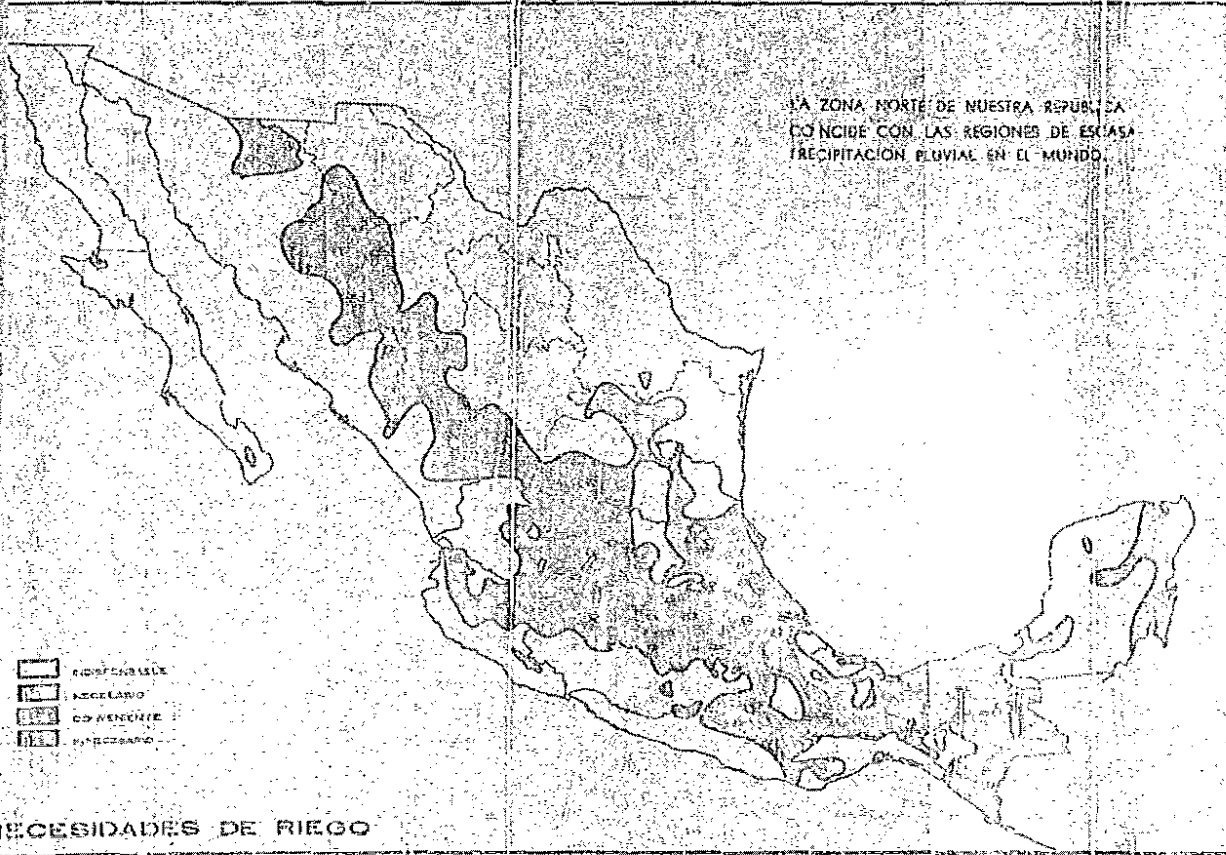 LA ZONA NORTE DE NUESTRA REPUBLICA
COINCIDE CON LAS REGIONES DE ESCASA
PRECIPITACION PLUVIAL EN EL MUNDO.
INDISPENSABLE
NECESARIO
CONVENIENTE
INNECESARIO
NECESIDADES DE RIEGO